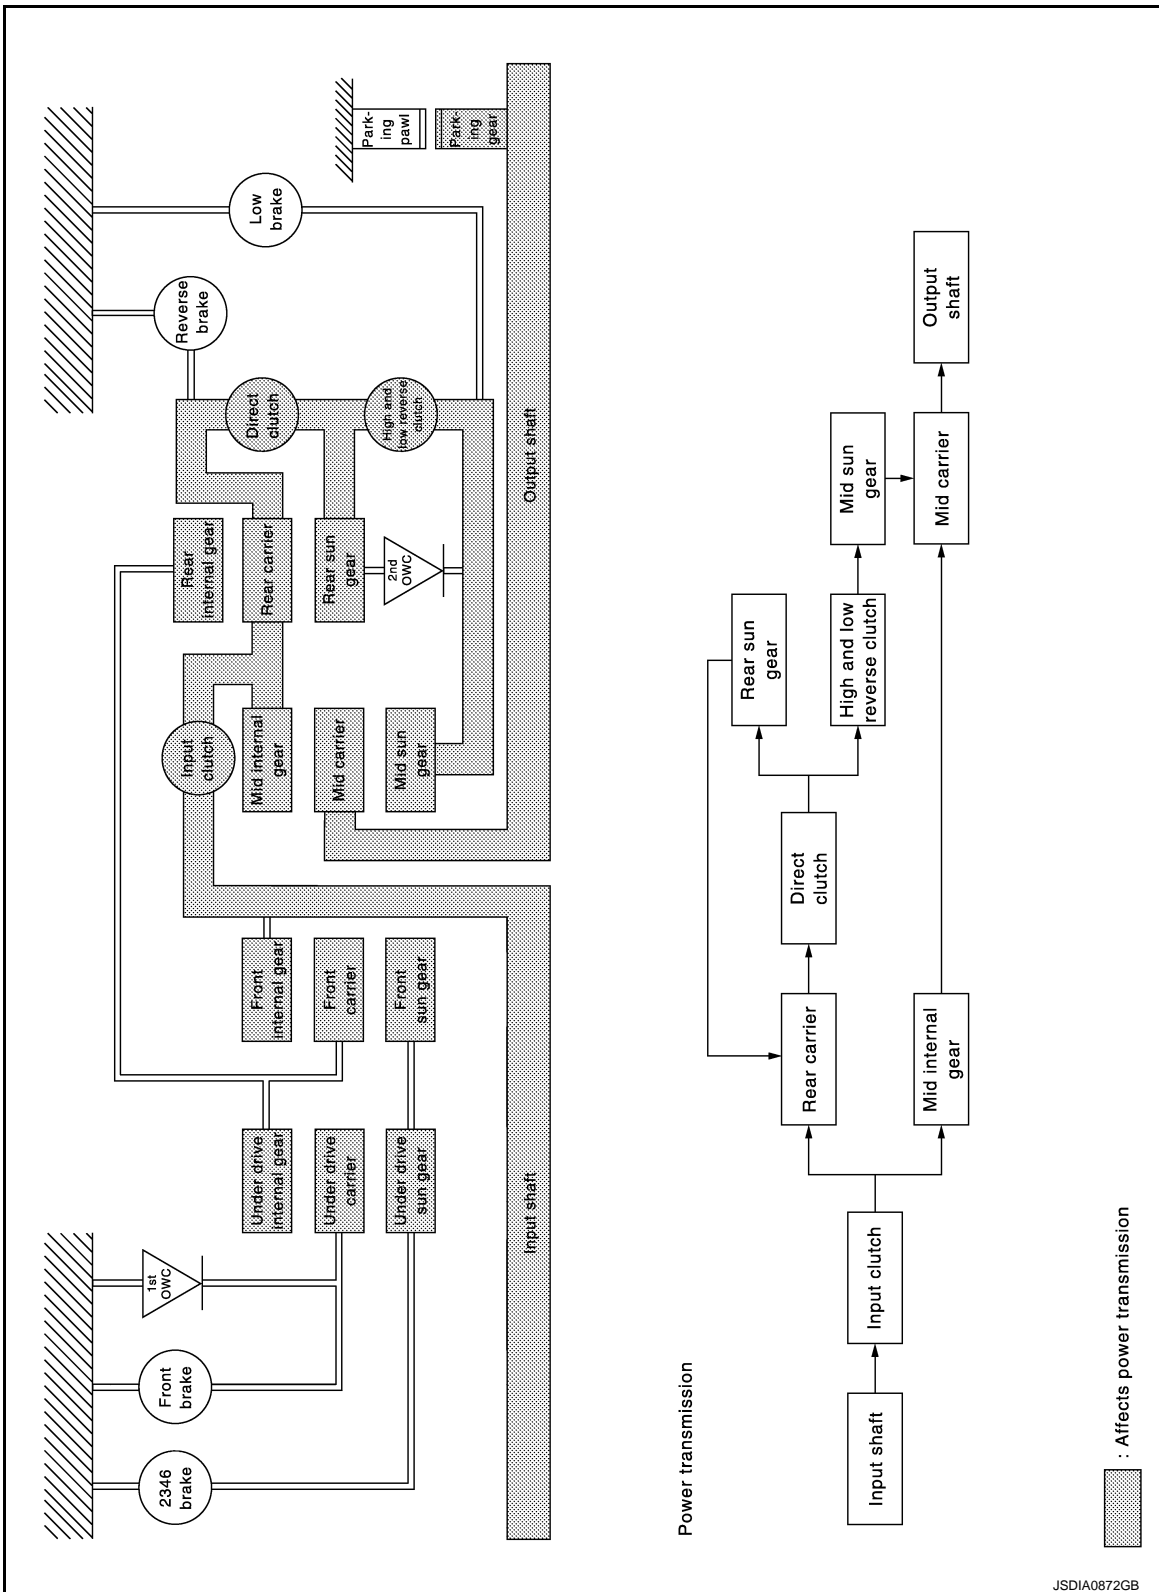 2346
brake
Front
brake
1st
OWC
Reverse
brake
Low
brake
Park-
ing
pawl
Park-
ing
gear
Under drive
internal gear
Under drive
carrier
Under drive
sun gear
Front
internal gear
Front
carrier
Front
sun gear
Input
clutch
Mid internal
gear
Mid carrier
Mid sun
gear
Rear
internal gear
Rear carrier
Rear sun
gear
2nd
OWC
Direct
clutch
High and
low reverse
clutch
Input shaft
Output shaft
Power transmission
Input shaft
Input clutch
Rear carrier
Mid internal
gear
Direct
clutch
Rear sun
gear
High and low
reverse clutch
Mid sun
gear
Mid carrier
Output
shaft
: Affects power transmission
JSDIA0872GB